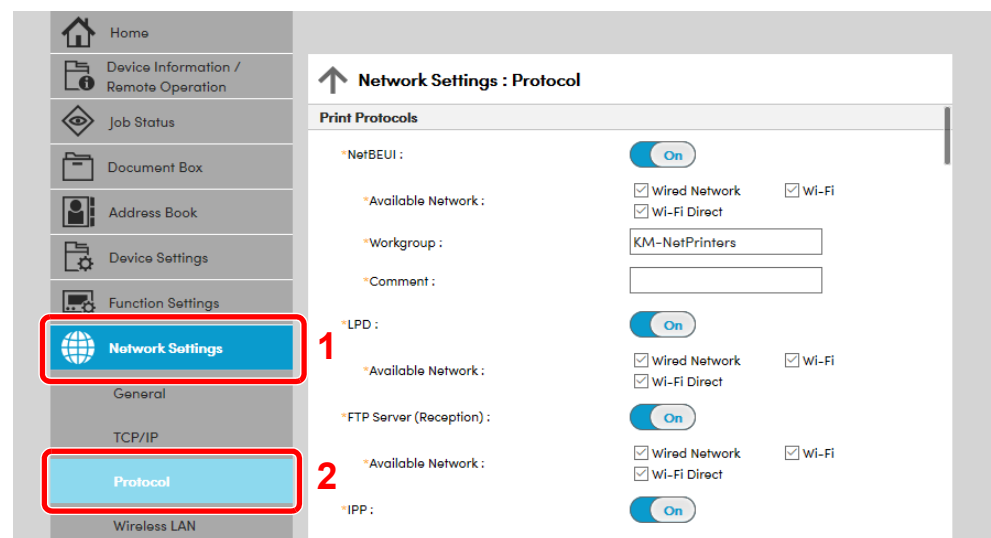 Home
Device Information /
Remote Operation
Job Status
Document Box
Address Book
Device Settings
Function Settings
Network Settings
1
General
TCP/IP
Protocol
2
Wireless LAN
Network Settings : Protocol
Print Protocols
*NetBEUI : On
*Available Network : Wired Network Wi-Fi
Wi-Fi Direct
*Workgroup : KM-NetPrinters
*Comment :
*LPD : On
*Available Network : Wired Network Wi-Fi
Wi-Fi Direct
*FTP Server (Reception) : On
*Available Network : Wired Network Wi-Fi
Wi-Fi Direct
*IPP : On